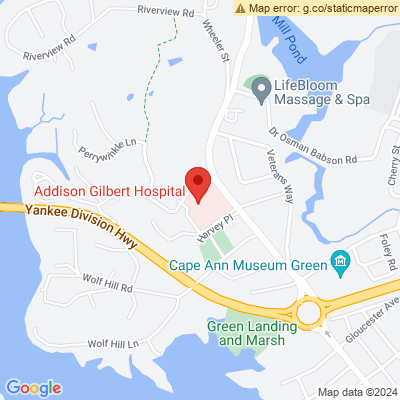 Map error: g.co/staticmaperror
Riverview Rd
Riverview Rd
Wheeler St
Mill Pond
LifeBloom
Massage & Spa
Dr Osman Babson Rd
Perrywinkle Ln
Veterans Way
Cherry St
Addison Gilbert Hospital
Yankee Division Hwy
Harvey Pl
Foley Rd
Cape Ann Museum Green
Wolf Hill Rd
Green Landing
and Marsh
Gloucester Ave
Wolf Hill Ln
Google
Map data ©2024